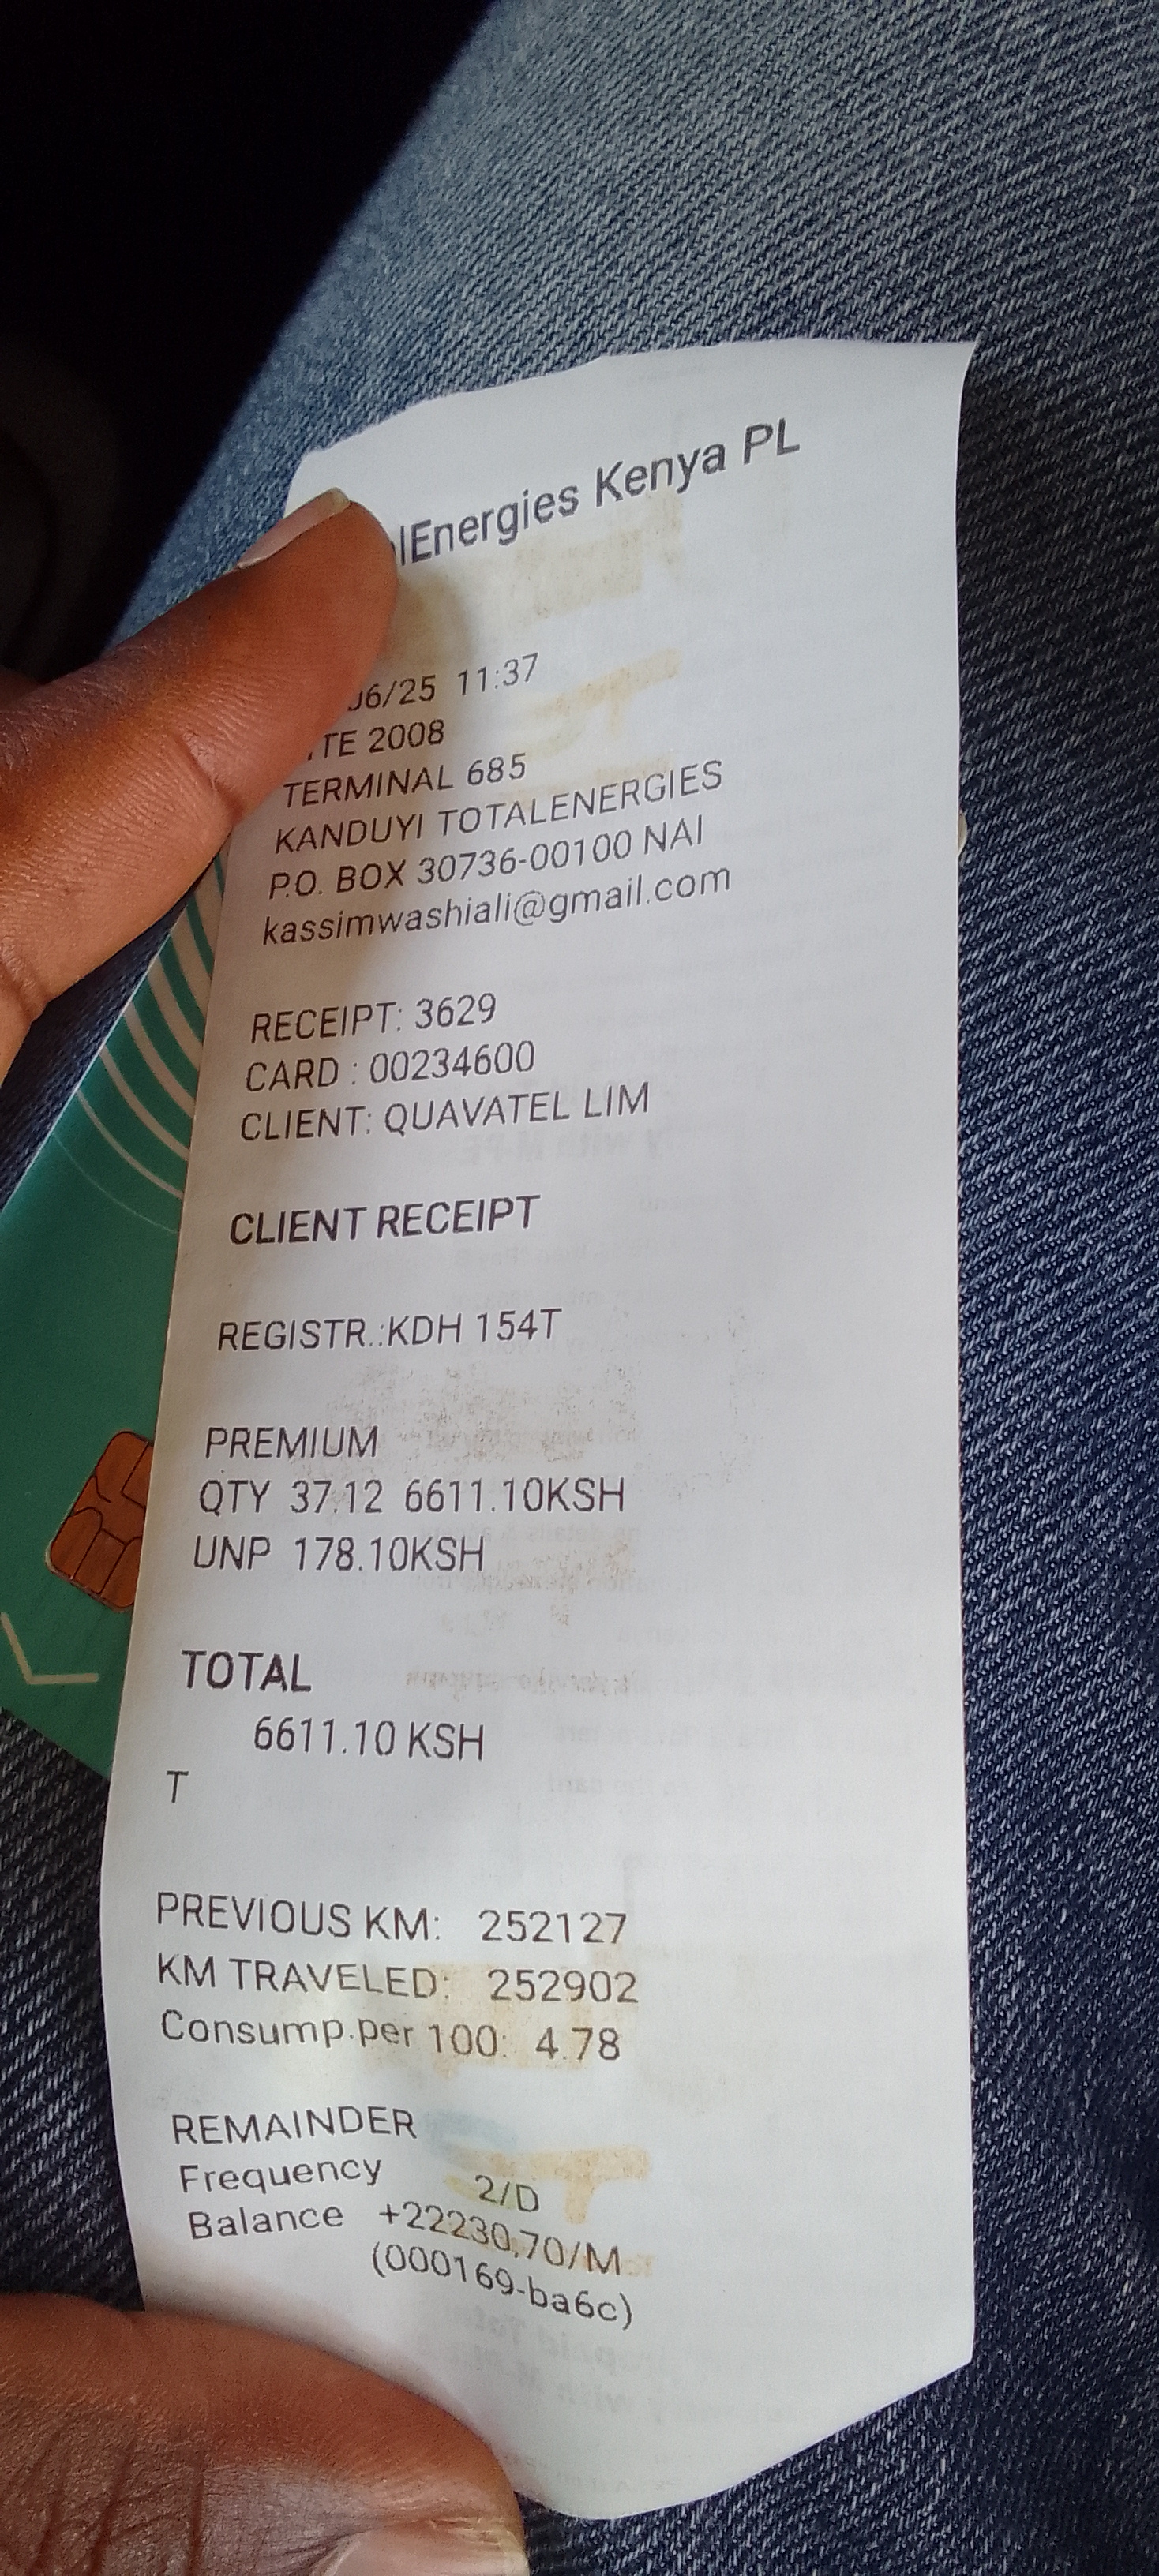 lEnergies Kenya PL
06/25 11:37
TE 2008
TERMINAL 685
KANDUYI TOTALENERGIES
P.O. BOX 30736-00100 NAI
kassimwashiali@gmail.com
RECEIPT: 3629
CARD : 00234600
CLIENT: QUAVATEL LIM
CLIENT RECEIPT
REGISTR.:KDH 154T
PREMIUM
QTY 37.12 6611.10KSH
UNP 178.10KSH
TOTAL
6611.10 KSH
T
PREVIOUS KM: 252127
KM TRAVELED: 252902
Consump.per 100: 4.78
REMAINDER
Frequency 2/D
Balance +22230.70/M
(000169-ba6c)